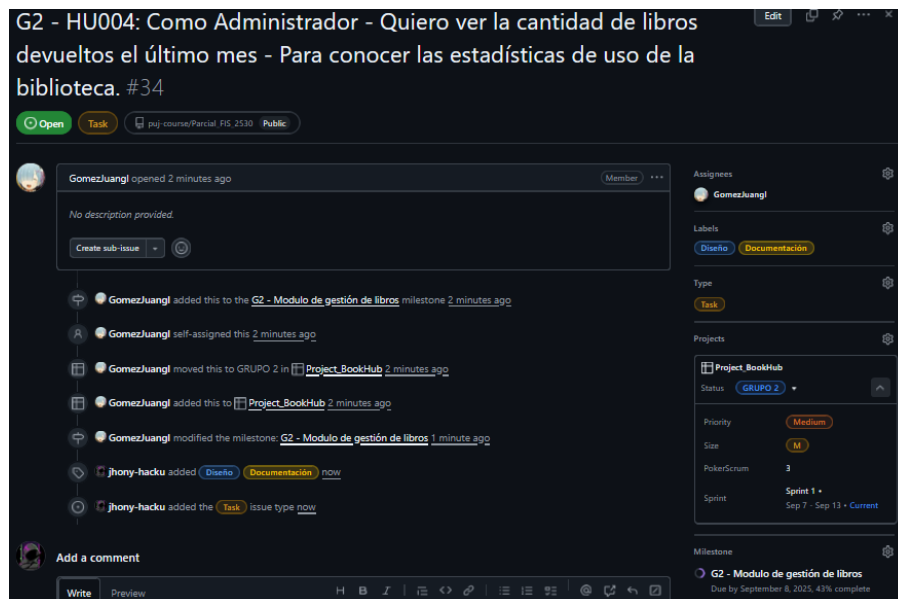 G2 - HU004: Como Administrador - Quiero ver la cantidad de libros
devueltos el último mes - Para conocer las estadísticas de uso de la
biblioteca. #34
Edit
Open
Task
puj-course/Parcial_FIS_2530 Public
GomezJuangl opened 2 minutes ago
Member
No description provided.
Create sub-issue
GomezJuangl added this to the G2 - Modulo de gestión de libros milestone 2 minutes ago
GomezJuangl self-assigned this 2 minutes ago
GomezJuangl moved this to GRUPO 2 in Project_BookHub 2 minutes ago
GomezJuangl added this to Project_BookHub 2 minutes ago
GomezJuangl modified the milestone: G2 - Modulo de gestión de libros 1 minute ago
jhony-hacku added Diseño Documentación now
jhony-hacku added the Task issue type now
Add a comment
Write Preview
H B I
Assignees
GomezJuangl
Labels
Diseño Documentación
Type
Task
Projects
Project_BookHub
Status GRUPO 2
Priority Medium
Size M
PokerScrum 3
Sprint Sprint 1 •
Sep 7 - Sep 13 • Current
Milestone
G2 - Modulo de gestión de libros
Due by September 8, 2025, 43% complete